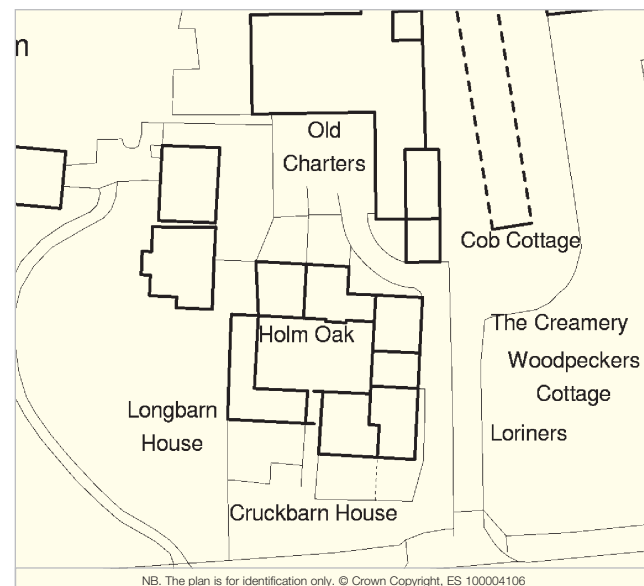 n
Old
Charters
Cob Cottage
Holm Oak
The Creamery
Woodpeckers
Cottage
Longbarn
House
Loriners
Cruckbarn House
NB. The plan is for identification only. © Crown Copyright, ES 100004106